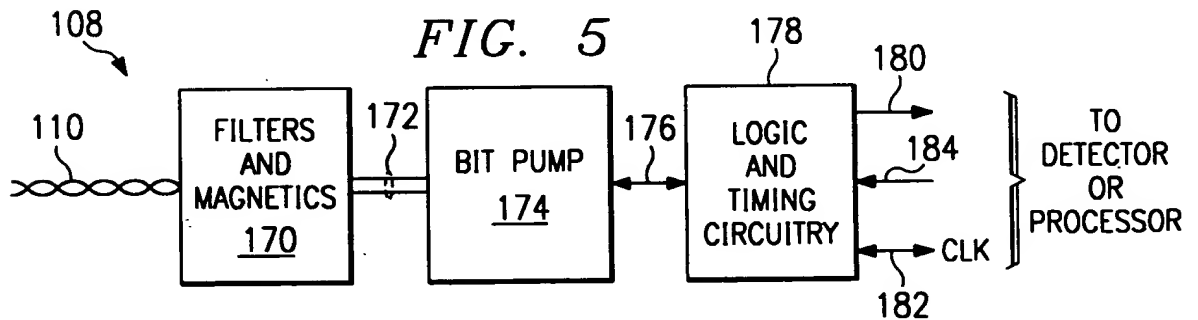 108
FIG. 5
110
FILTERS
AND
MAGNETICS
170
172
BIT PUMP
174
176
178
LOGIC
AND
TIMING
CIRCUITRY
180
184
CLK
182
TO
DETECTOR
OR
PROCESSOR